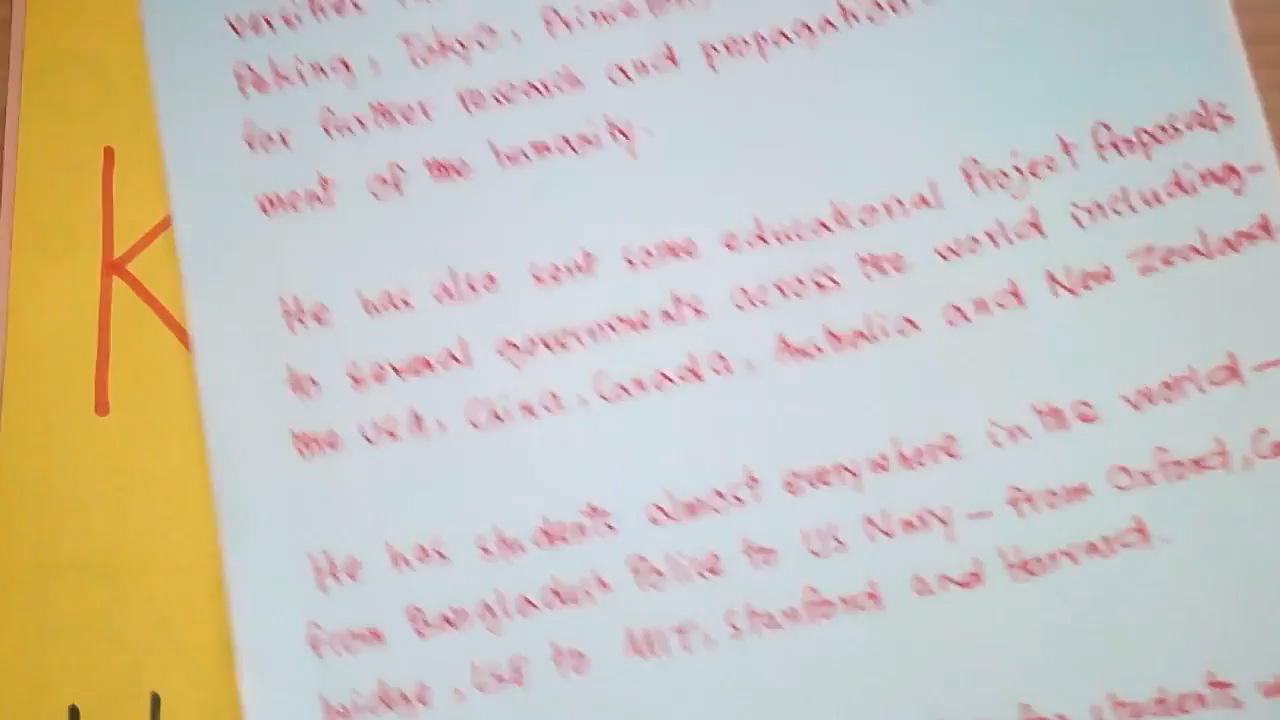 Peking, Tokyo,
for further research and propagation
ment of the humanity.
He has also sent some educational Project Proposals
to several governments across the world including-
the USA, China, Canada, Australia and New Zealand
He has students almost everywhere in the world-
from Bangladesh Police to US Navy- from Oxford,
bridge, to MIT, Stanford and Harvard.
students
K